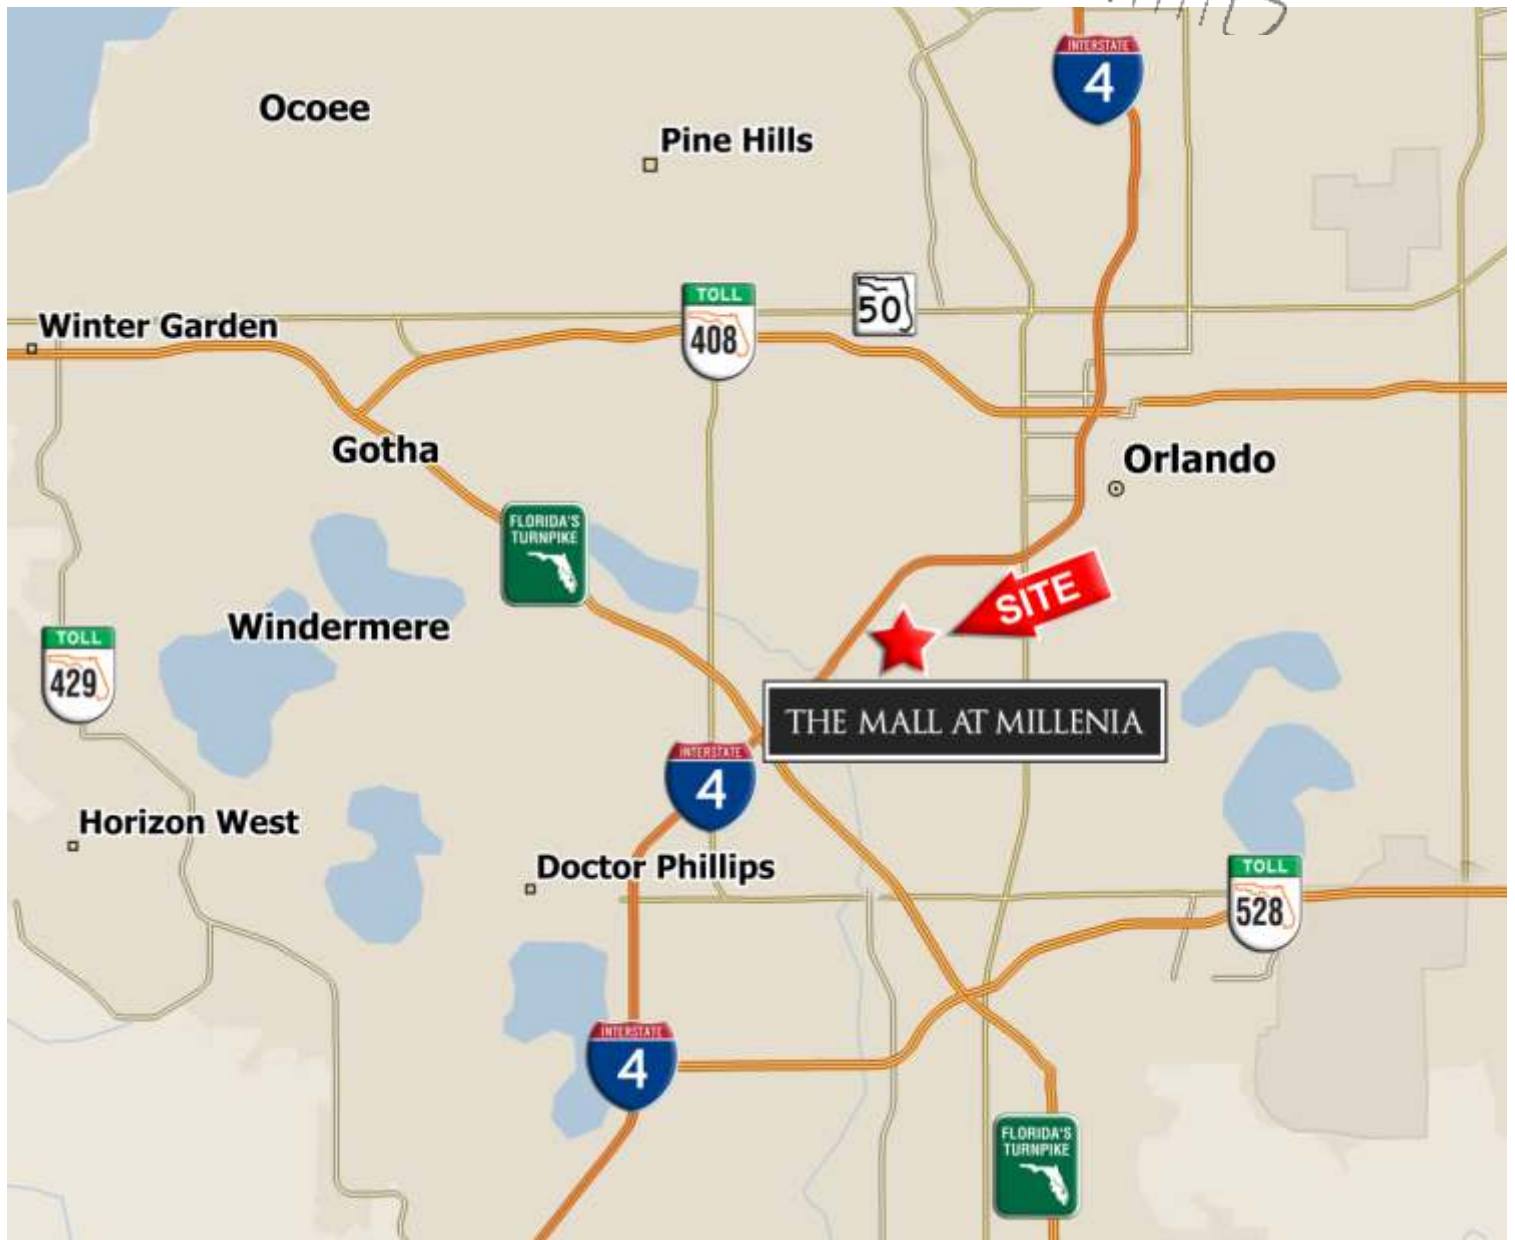 INTERSTATE
4
Ocoee
Pine Hills
TOLL
408
50
Winter Garden
Gotha
Orlando
FLORIDA'S
TURNPIKE
SITE
Windermere
TOLL
429
THE MALL AT MILLENIA
INTERSTATE
4
Horizon West
Doctor Phillips
TOLL
528
INTERSTATE
4
FLORIDA'S
TURNPIKE